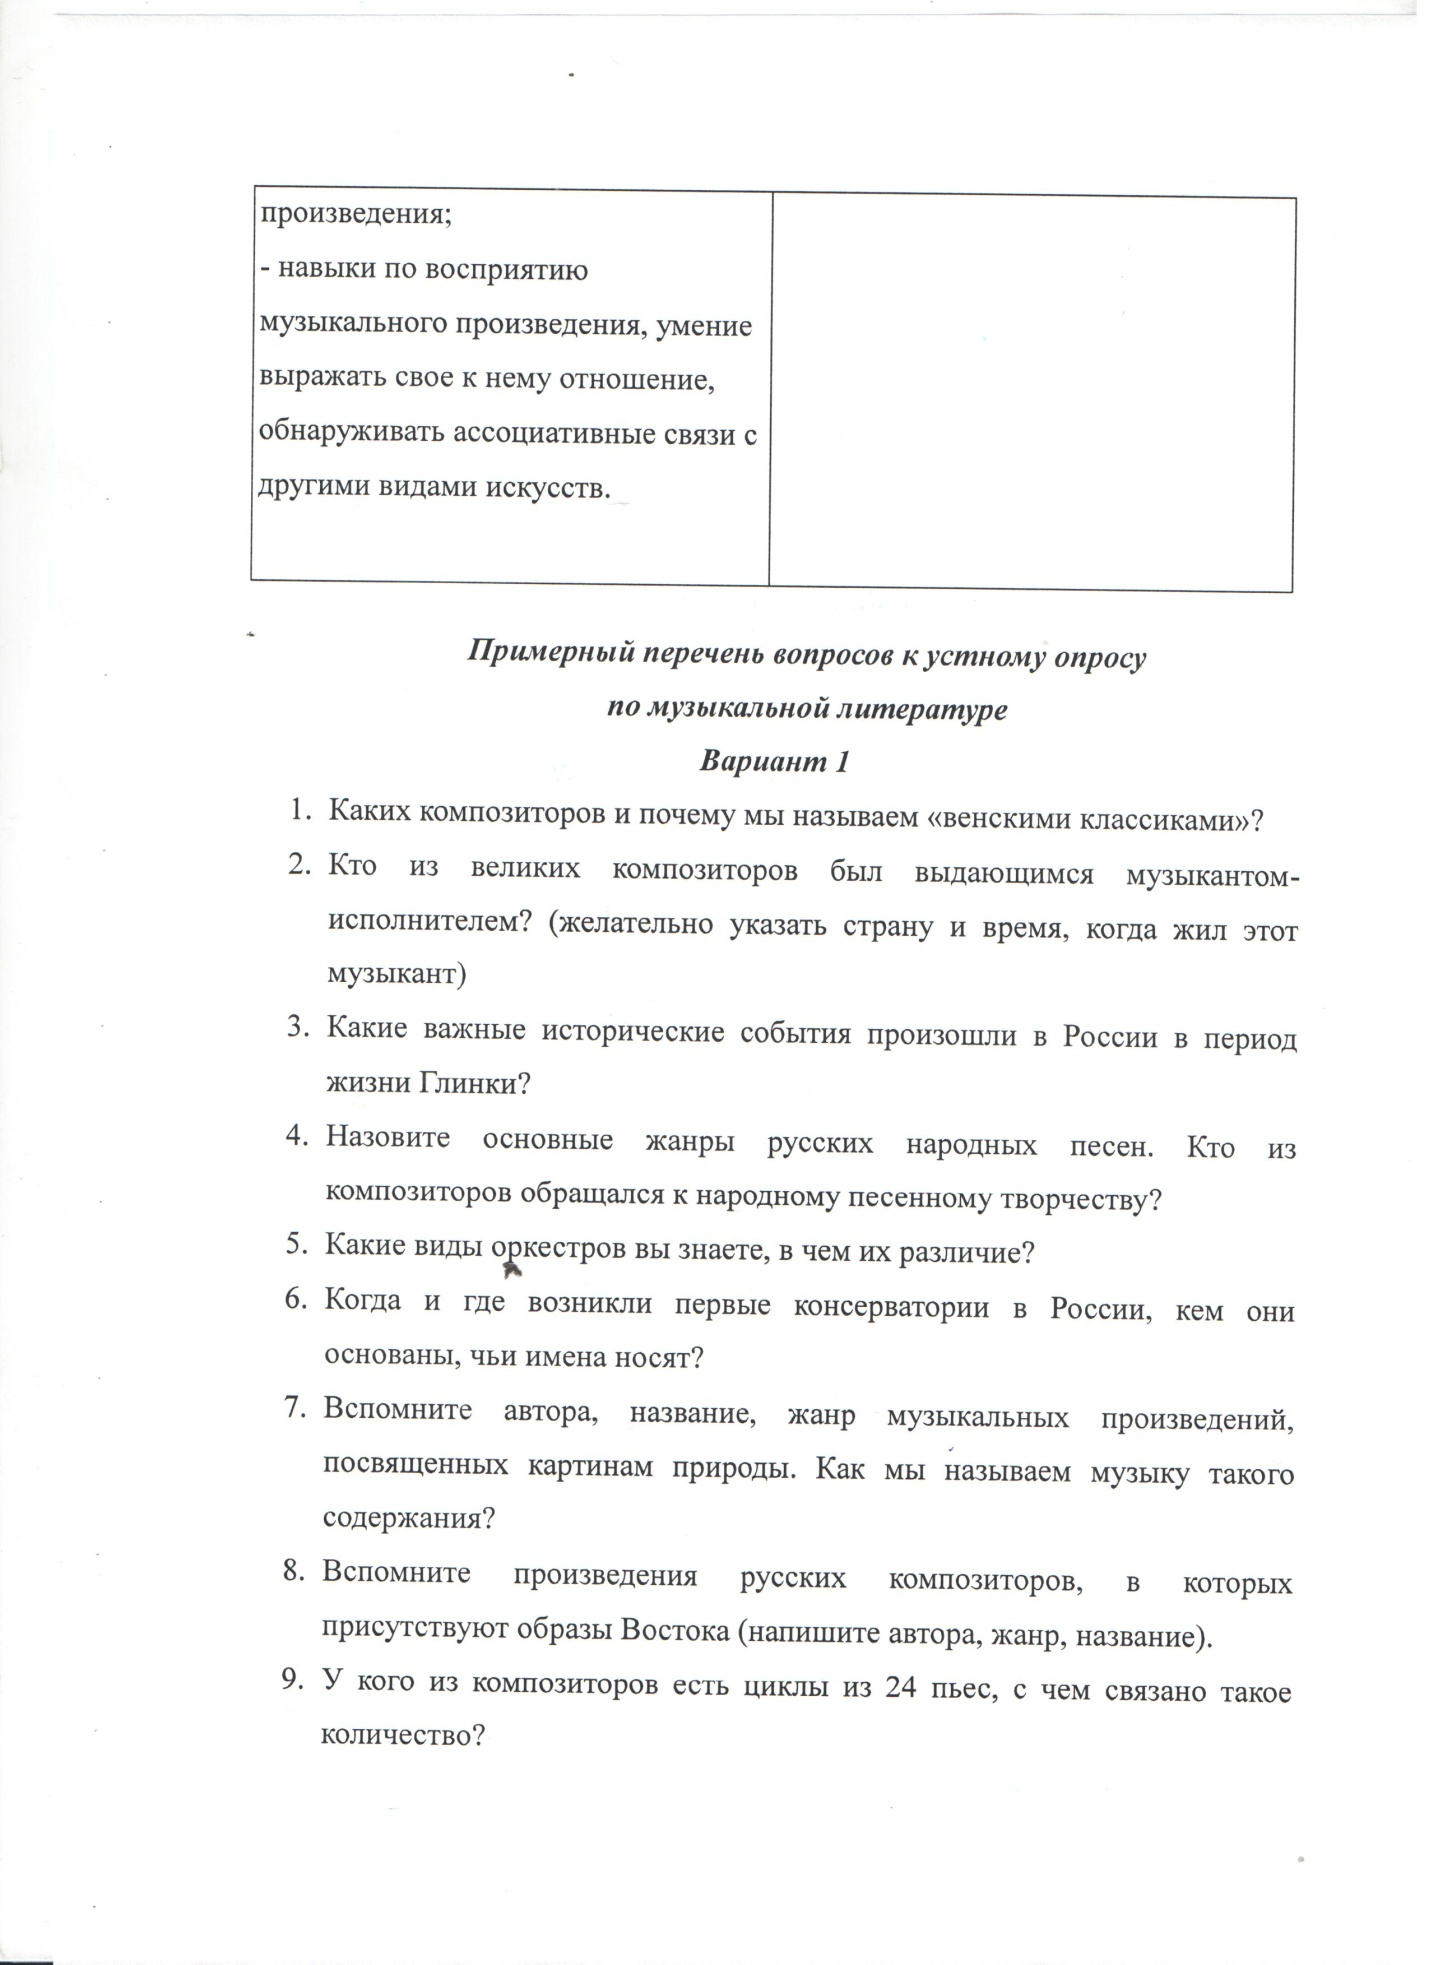 произведения;
- навыки по восприятию
музыкального произведения, умение
выражать свое к нему отношение,
обнаруживать ассоциативные связи с
другими видами искусств.
Примерный перечень вопросов к устному опросу
по музыкальной литературе
Вариант 1
1. Каких композиторов и почему мы называем «венскими классиками»?
2. Кто из великих композиторов был выдающимся музыкантом-
исполнителем? (желательно указать страну и время, когда жил этот
музыкант)
3. Какие важные исторические события произошли в России в период
жизни Глинки?
4. Назовите основные жанры русских народных песен. Кто из
композиторов обращался к народному песенному творчеству?
5. Какие виды оркестров вы знаете, в чем их различие?
6. Когда и где возникли первые консерватории в России, кем они
основаны, чьи имена носят?
7. Вспомните автора, название, жанр музыкальных произведений,
посвященных картинам природы. Как мы называем музыку такого
содержания?
8. Вспомните произведения русских композиторов, в которых
присутствуют образы Востока (напишите автора, жанр, название).
9. У кого из композиторов есть циклы из 24 пьес, с чем связано такое
количество?